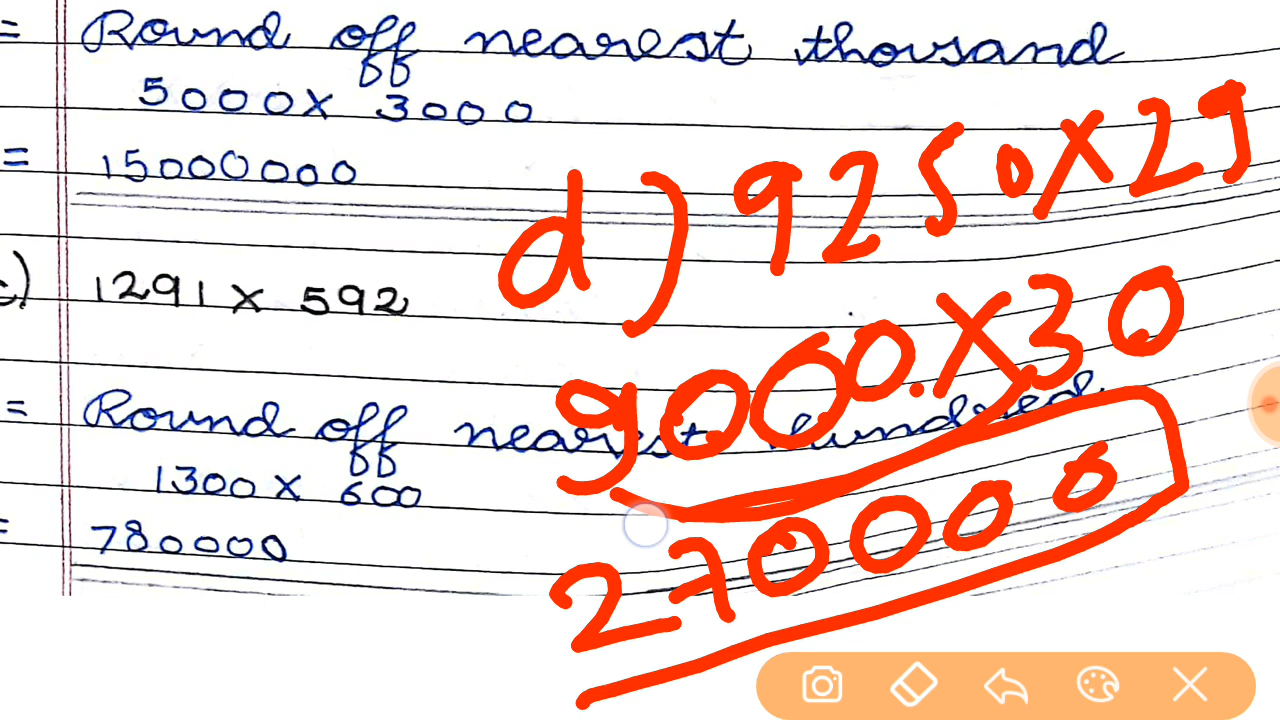 = Round off nearest thousand
5000 × 3000
= 15000000
c) 1291 × 592
= Round off nearest hundred
1300 × 600
= 780000
d) 9250 × 29
9000 × 30
270000